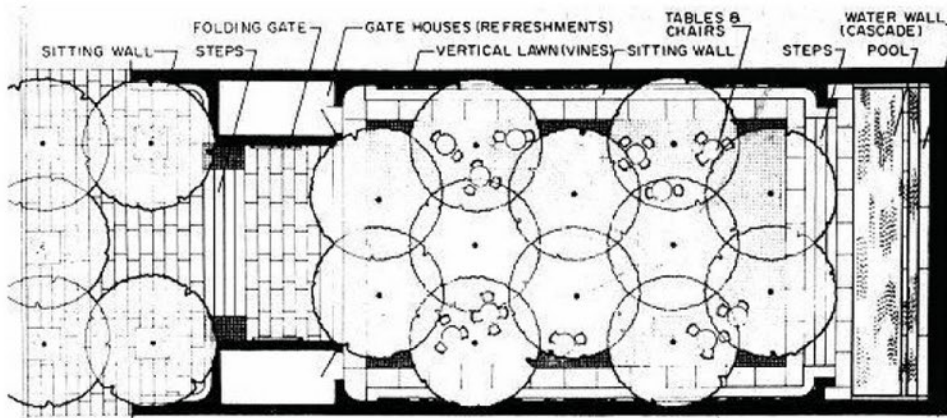 FOLDING GATE
GATE HOUSES (REFRESHMENTS)
TABLES &
CHAIRS
WATER WALL
(CASCADE)
SITTING WALL
STEPS
VERTICAL LAWN (VINES)
SITTING WALL
STEPS
POOL